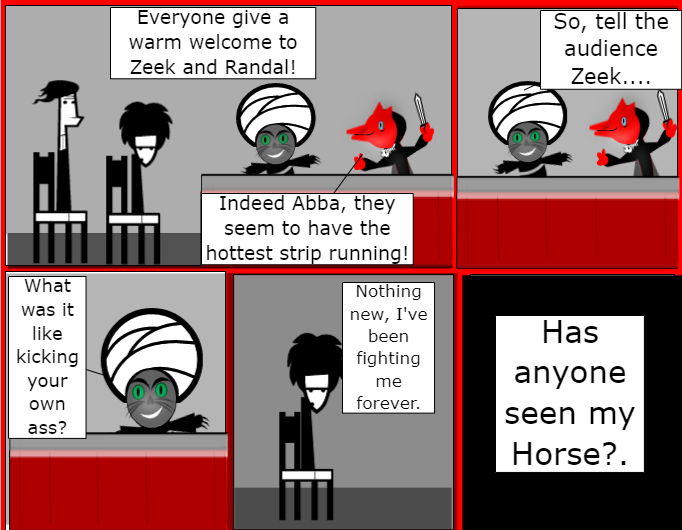 Everyone give a
warm welcome to
Zeek and Randal!
Indeed Abba, they
seem to have the
hottest strip running!
So, tell the
audience
Zeek....
What
was it
like
kicking
your
own
ass?
Nothing
new, I've
been
fighting
me
forever.
Has
anyone
seen my
Horse?.